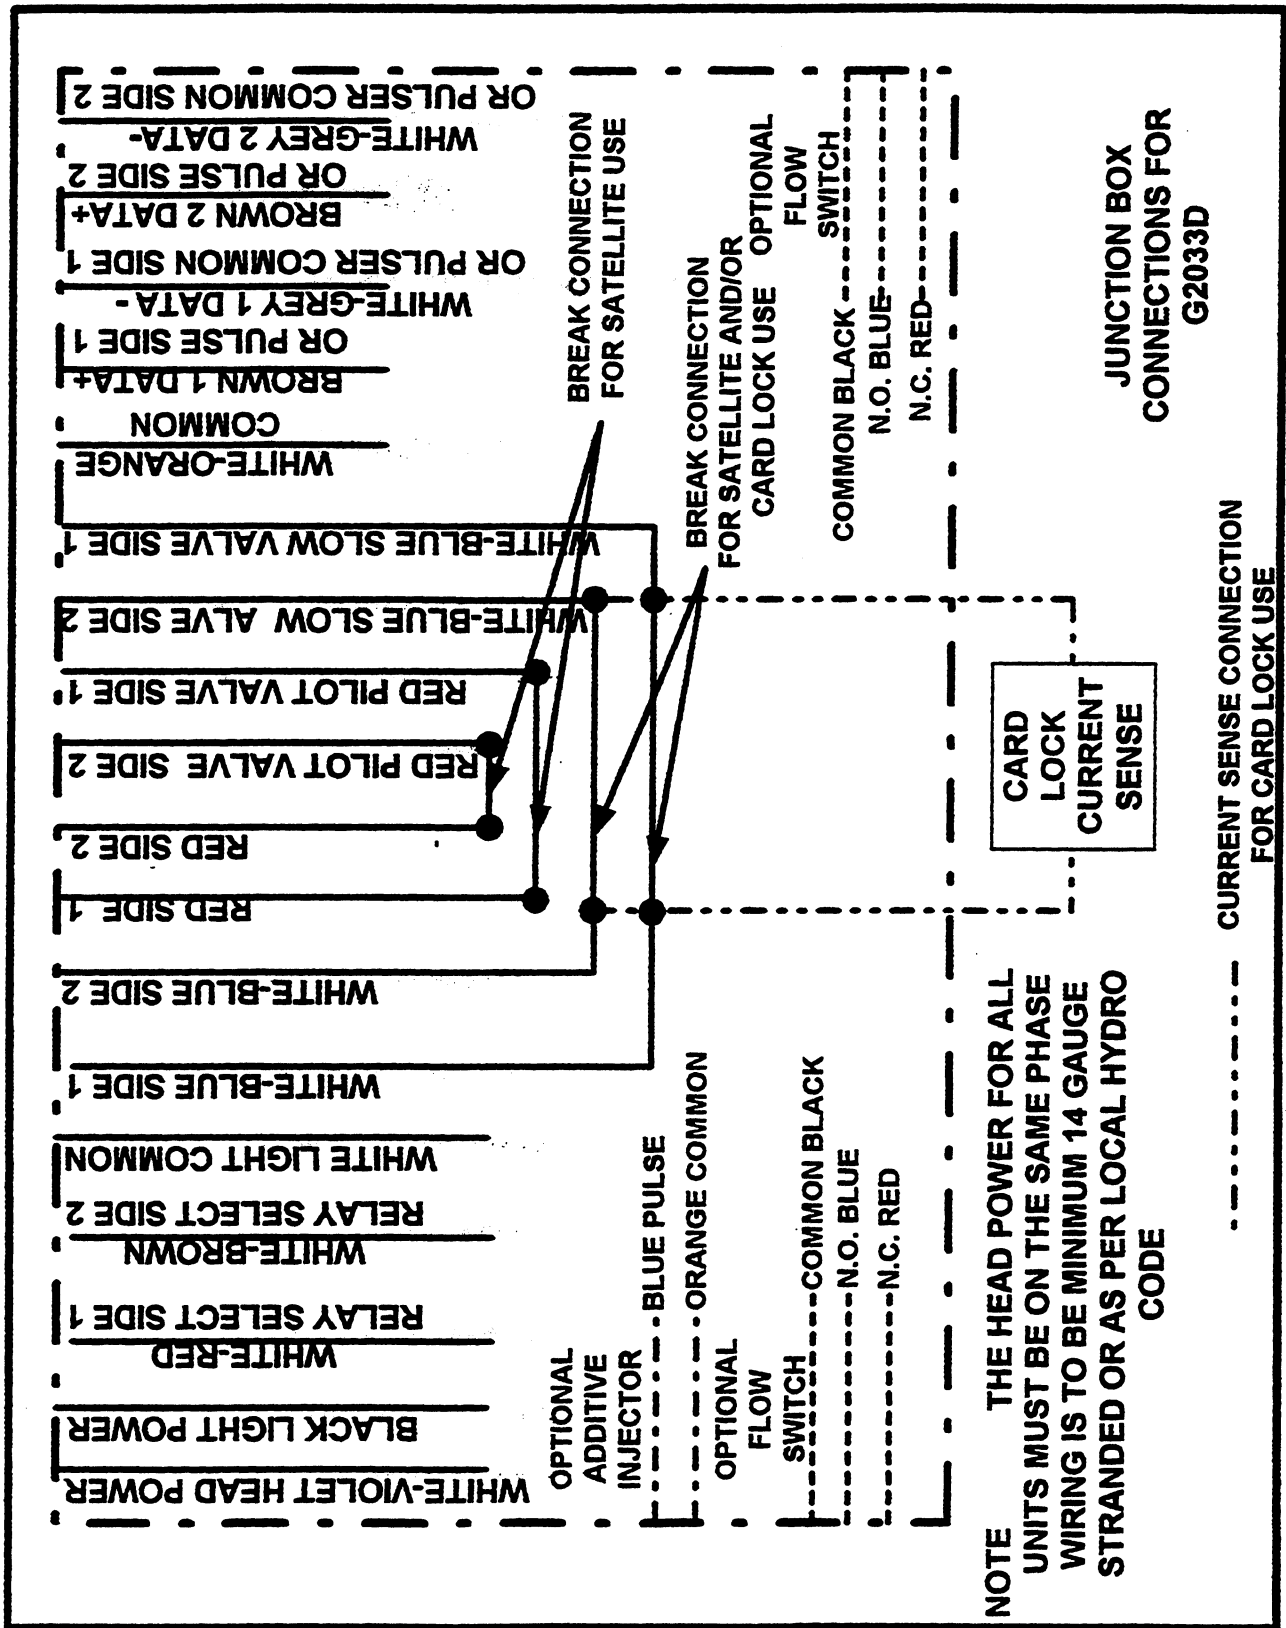 OR PULSER COMMON SIDE 2
WHITE-GREY 2 DATA-
OR PULSE SIDE 2
BROWN 2 DATA+
OR PULSER COMMON SIDE 1
WHITE-GREY 1 DATA -
OR PULSE SIDE 1
BROWN 1 DATA+
COMMON
WHITE-ORANGE
WHITE-BLUE SLOW VALVE SIDE 1
WHITE-BLUE SLOW ALVE SIDE 2
RED PILOT VALVE SIDE 1
RED PILOT VALVE SIDE 2
RED SIDE 2
RED SIDE 1
WHITE-BLUE SIDE 2
WHITE-BLUE SIDE 1
WHITE LIGHT COMMON
RELAY SELECT SIDE 2
WHITE-BROWN
RELAY SELECT SIDE 1
WHITE-RED
BLACK LIGHT POWER
WHITE-VIOLET HEAD POWER
BREAK CONNECTION
FOR SATELLITE USE
BREAK CONNECTION
FOR SATELLITE AND/OR
CARD LOCK USE
OPTIONAL
FLOW
SWITCH
COMMON BLACK
N.O. BLUE
N.C. RED
OPTIONAL
ADDITIVE
INJECTOR
BLUE PULSE
ORANGE COMMON
OPTIONAL
FLOW
SWITCH
COMMON BLACK
N.O. BLUE
N.C. RED
CARD
LOCK
CURRENT
SENSE
JUNCTION BOX
CONNECTIONS FOR
G2033D
NOTE THE HEAD POWER FOR ALL
UNITS MUST BE ON THE SAME PHASE
WIRING IS TO BE MINIMUM 14 GAUGE
STRANDED OR AS PER LOCAL HYDRO
CODE
CURRENT SENSE CONNECTION
FOR CARD LOCK USE